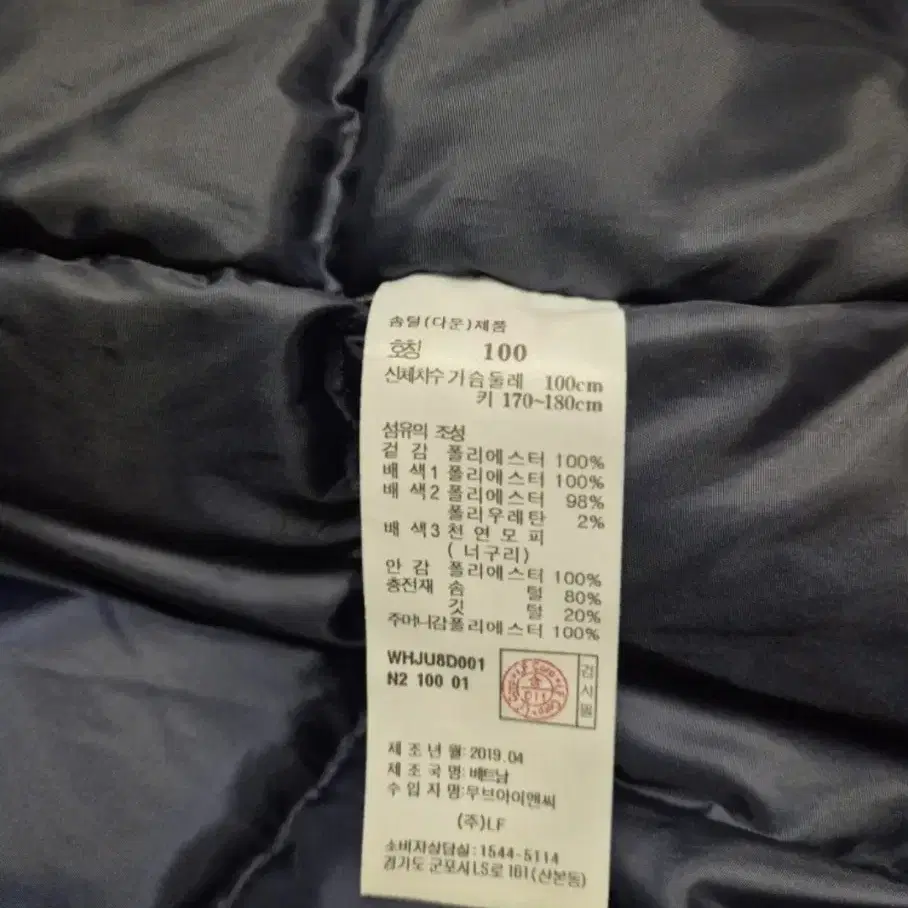 솜털(다운)제품
호칭 100
신체치수 가슴둘레 100cm
키 170~180cm
섬유의 조성
겉감 폴리에스터 100%
배색1 폴리에스터 100%
배색2 폴리에스터 98%
폴리우레탄 2%
배색3 천연모피
(너구리)
안감 폴리에스터 100%
충전재 솜털 80%
깃털 20%
주머니감 폴리에스터 100%
WHJU8D001
N2 100 01
검사필
제조년월: 2019.04
제조국명: 베트남
수입자명: 무브아이앤씨
(주)LF
소비자상담실: 1544-5114
경기도 군포시 LS로 161(산본동)